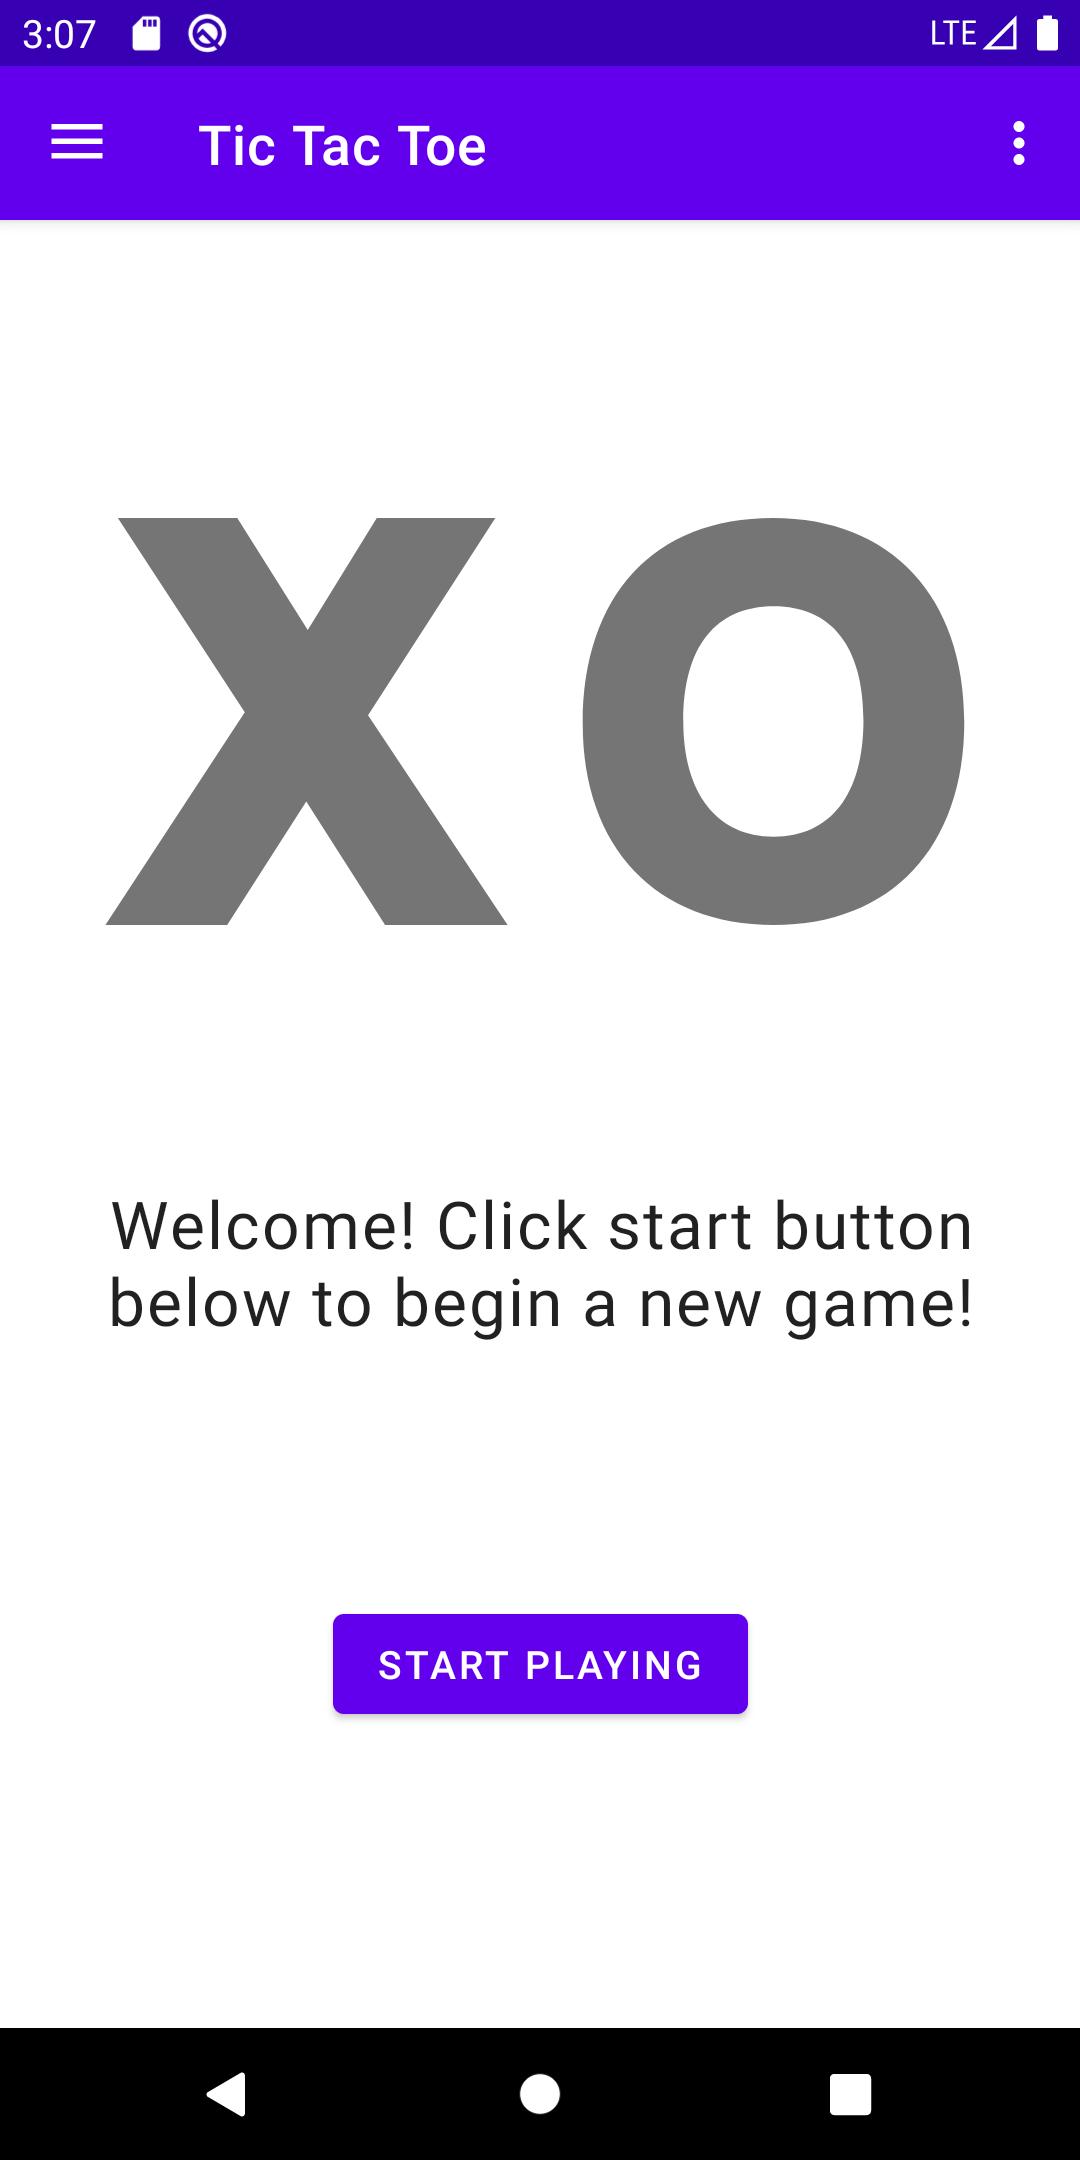 3:07
LTE
Tic Tac Toe
XO
Welcome! Click start button
below to begin a new game!
START PLAYING